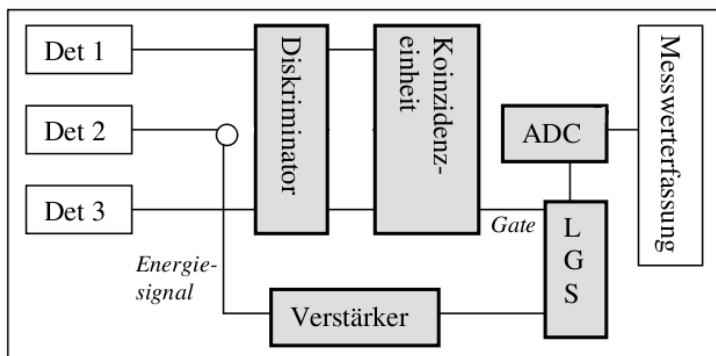 Det 1
Det 2
Det 3
Diskriminator
Koinzidenz-
einheit
ADC
Messwerterfassung
Gate
L
G
S
Energie-
signal
Verstärker